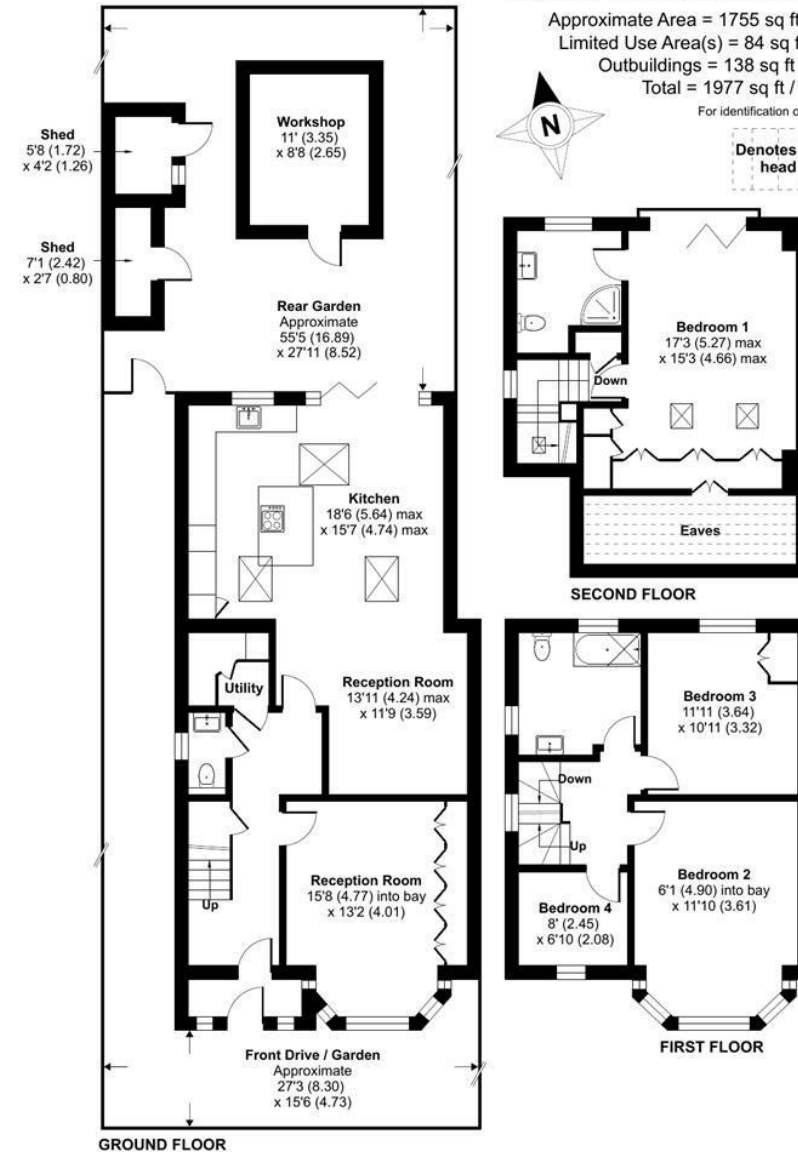 Approximate Area = 1755 sq ft
Limited Use Area(s) = 84 sq f
Outbuildings = 138 sq ft
Total = 1977 sq ft /
For identification o
N
Denotes
head
Shed
5'8 (1.72)
x 4'2 (1.26)
Workshop
11' (3.35)
x 8'8 (2.65)
Shed
7'1 (2.42)
x 2'7 (0.80)
Rear Garden
Approximate
55'5 (16.89)
x 27'11 (8.52)
Bedroom 1
17'3 (5.27) max
x 15'3 (4.66) max
Down
Eaves
SECOND FLOOR
Kitchen
18'6 (5.64) max
x 15'7 (4.74) max
Utility
Reception Room
13'11 (4.24) max
x 11'9 (3.59)
Bedroom 3
11'11 (3.64)
x 10'11 (3.32)
Down
Up
Reception Room
15'8 (4.77) into bay
x 13'2 (4.01)
Up
Bedroom 2
6'1 (4.90) into bay
x 11'10 (3.61)
Bedroom 4
8' (2.45)
x 6'10 (2.08)
FIRST FLOOR
Front Drive / Garden
Approximate
27'3 (8.30)
x 15'6 (4.73)
GROUND FLOOR